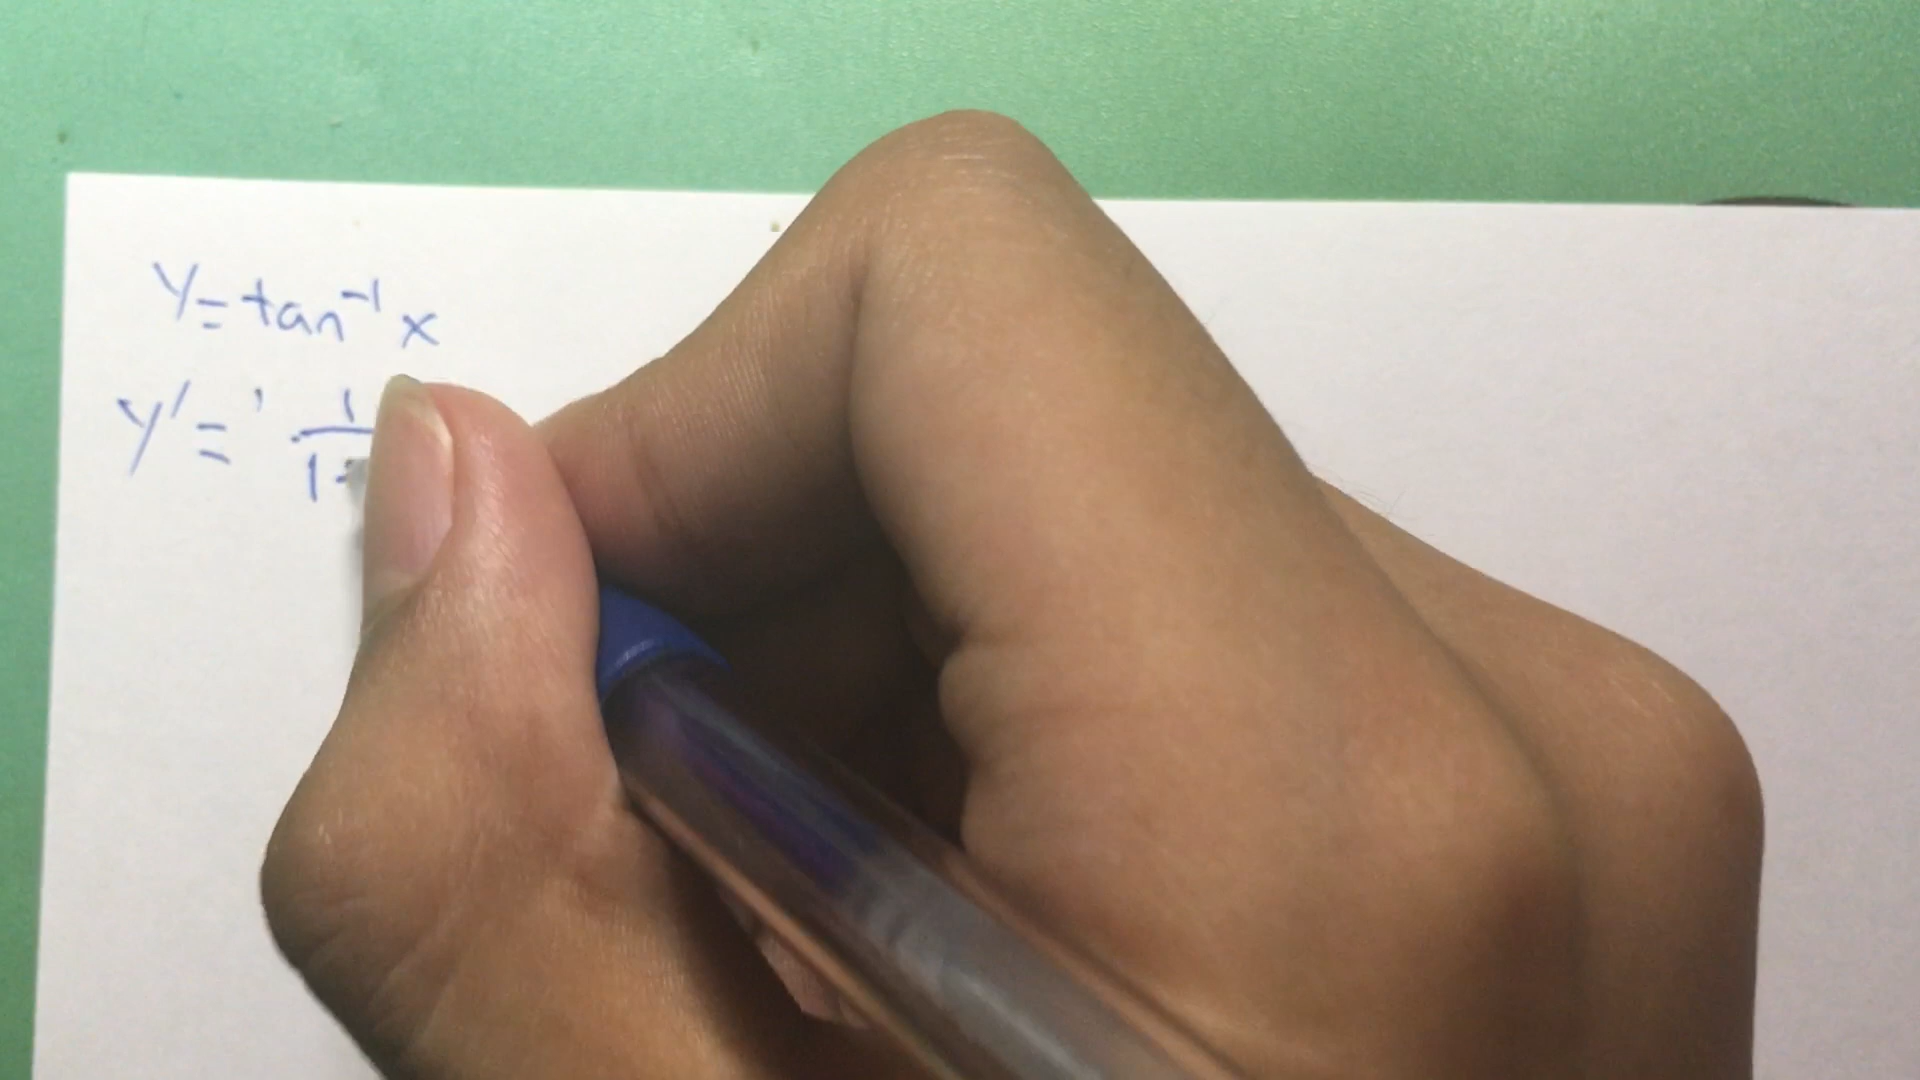 y = tan⁻¹ x
y' = 1/1+